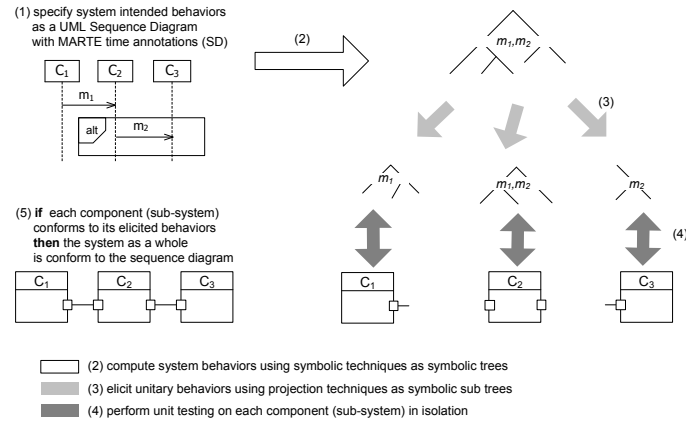 (1) specify system intended behaviors
as a UML Sequence Diagram
with MARTE time annotations (SD)
(2)
C1
C2
C3
m1
alt
m2
m1,m2
(3)
m1
m1,m2
m2
(4)
(5) if each component (sub-system)
conforms to its elicited behaviors
then the system as a whole
is conform to the sequence diagram
C1
C2
C3
C1
C2
C3
(2) compute system behaviors using symbolic techniques as symbolic trees
(3) elicit unitary behaviors using projection techniques as symbolic sub trees
(4) perform unit testing on each component (sub-system) in isolation